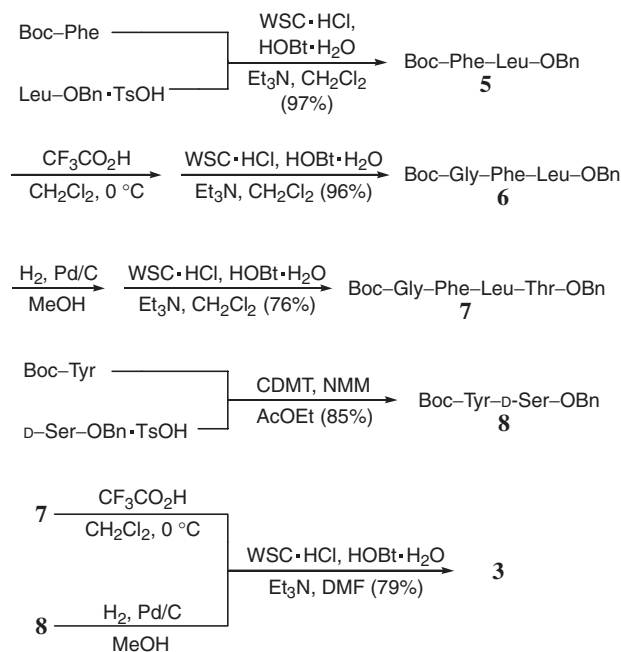 Boc–Phe
Leu–OBn·TsOH
WSC·HCl,
HOBt·H2O
Et3N, CH2Cl2
(97%)
Boc–Phe–Leu–OBn
5
CF3CO2H
CH2Cl2, 0 °C
WSC·HCl, HOBt·H2O
Et3N, CH2Cl2 (96%)
Boc–Gly–Phe–Leu–OBn
6
H2, Pd/C
MeOH
WSC·HCl, HOBt·H2O
Et3N, CH2Cl2 (76%)
Boc–Gly–Phe–Leu–Thr–OBn
7
Boc–Tyr
D–Ser–OBn·TsOH
CDMT, NMM
AcOEt (85%)
Boc–Tyr–D-Ser–OBn
8
7
CF3CO2H
CH2Cl2, 0 °C
8
H2, Pd/C
MeOH
WSC·HCl, HOBt·H2O
Et3N, DMF (79%)
3